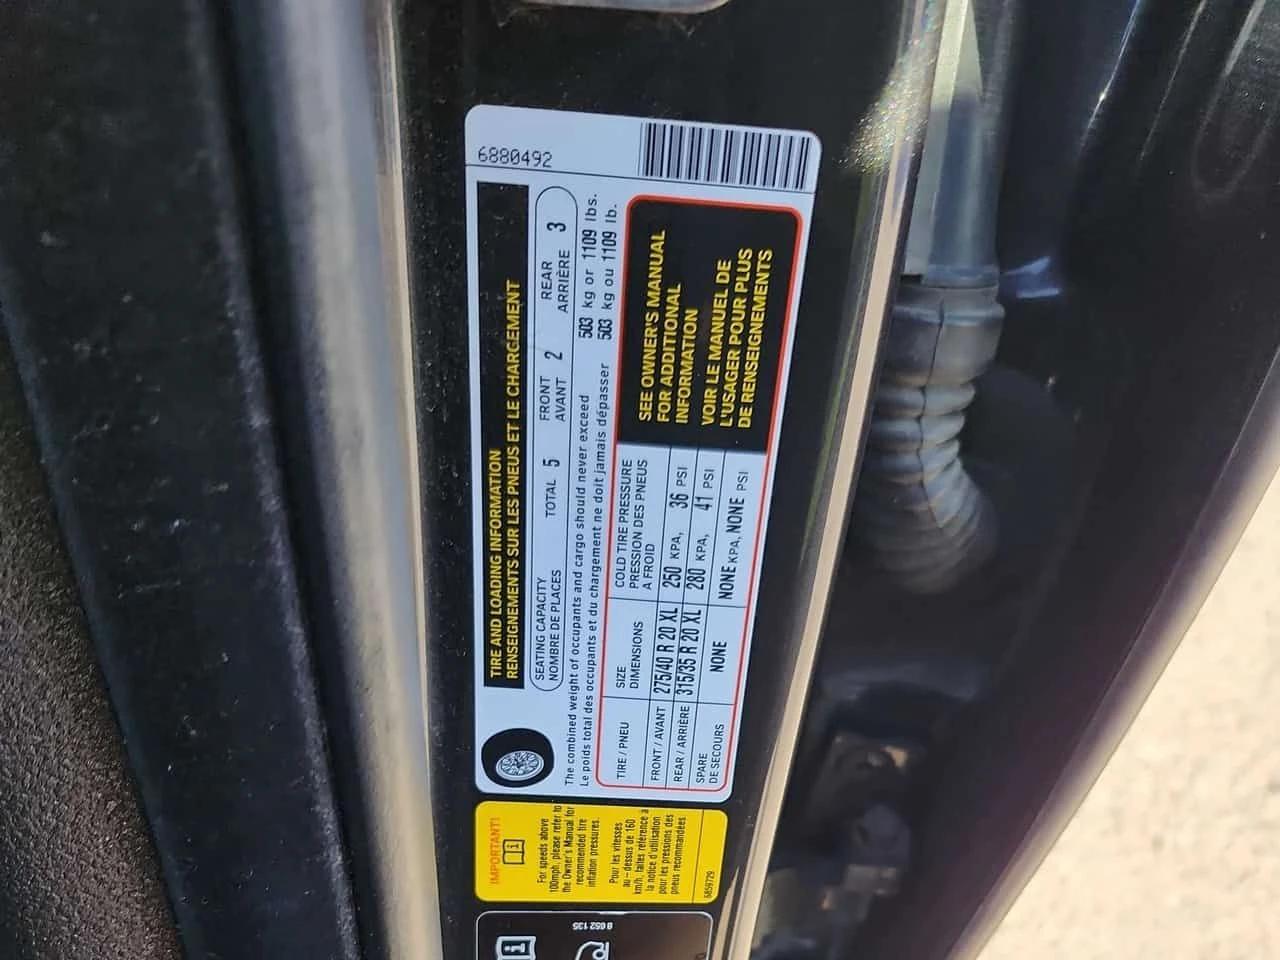 6880492
TIRE AND LOADING INFORMATION
RENSEIGNEMENTS SUR LES PNEUS ET LE CHARGEMENT
SEATING CAPACITY
NOMBRE DE PLACES
TOTAL 5
FRONT
AVANT 2
REAR
ARRIÈRE 3
The combined weight of occupants and cargo should never exceed 503 kg or 1109 lbs.
Le poids total des occupants et du chargement ne doit jamais dépasser 503 kg ou 1109 lb.
TIRE / PNEU
SIZE
DIMENSIONS
COLD TIRE PRESSURE
PRESSION DES PNEUS
A FROID
FRONT / AVANT 275/40 R 20 XL 250 KPA, 36 PSI
REAR / ARRIÈRE 315/35 R 20 XL 280 KPA, 41 PSI
SPARE
DE SECOURS
NONE NONE KPA, NONE PSI
SEE OWNER'S MANUAL
FOR ADDITIONAL
INFORMATION
VOIR LE MANUEL DE
L'USAGER POUR PLUS
DE RENSEIGNEMENTS
IMPORTANT!
For speeds above
100mph, please refer to
the Owner's Manual for
recommended tire
inflation pressures.
Pour les vitesses
au - dessus de 160
km/h, faites référence à
la notice d'utilisation
pour les pressions des
pneus recommandées
6859729
8 652 135